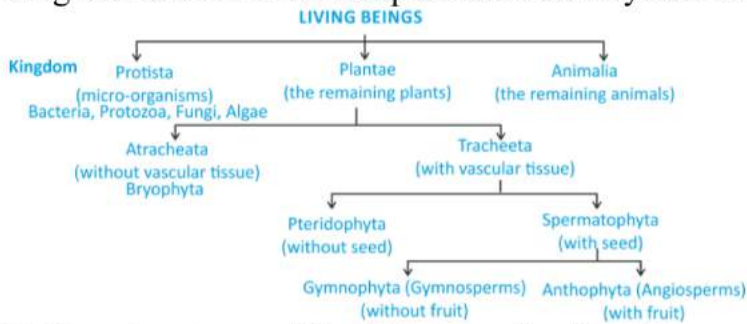 LIVING BEINGS
Kingdom Protista Plantae Animalia
(micro-organisms) (the remaining plants) (the remaining animals)
Bacteria, Protozoa, Fungi, Algae
Atracheata Tracheeta
(without vascular tissue) (with vascular tissue)
Bryophyta
Pteridophyta Spermatophyta
(without seed) (with seed)
Gymnophyta (Gymnosperms) Anthophyta (Angiosperms)
(without fruit) (with fruit)